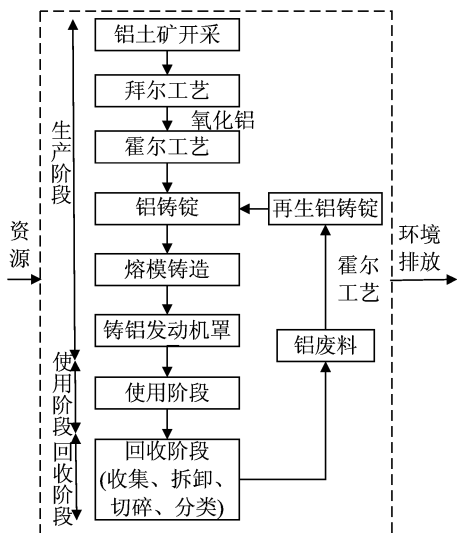 铝土矿开采
拜尔工艺
氧化铝
霍尔工艺
铝铸锭
再生铝铸锭
熔模铸造
霍尔
工艺
铸铝发动机罩
铝废料
使用阶段
回收阶段
(收集、拆卸、
切碎、分类)
生产阶段
使用阶段
回收阶段
资源
环境
排放